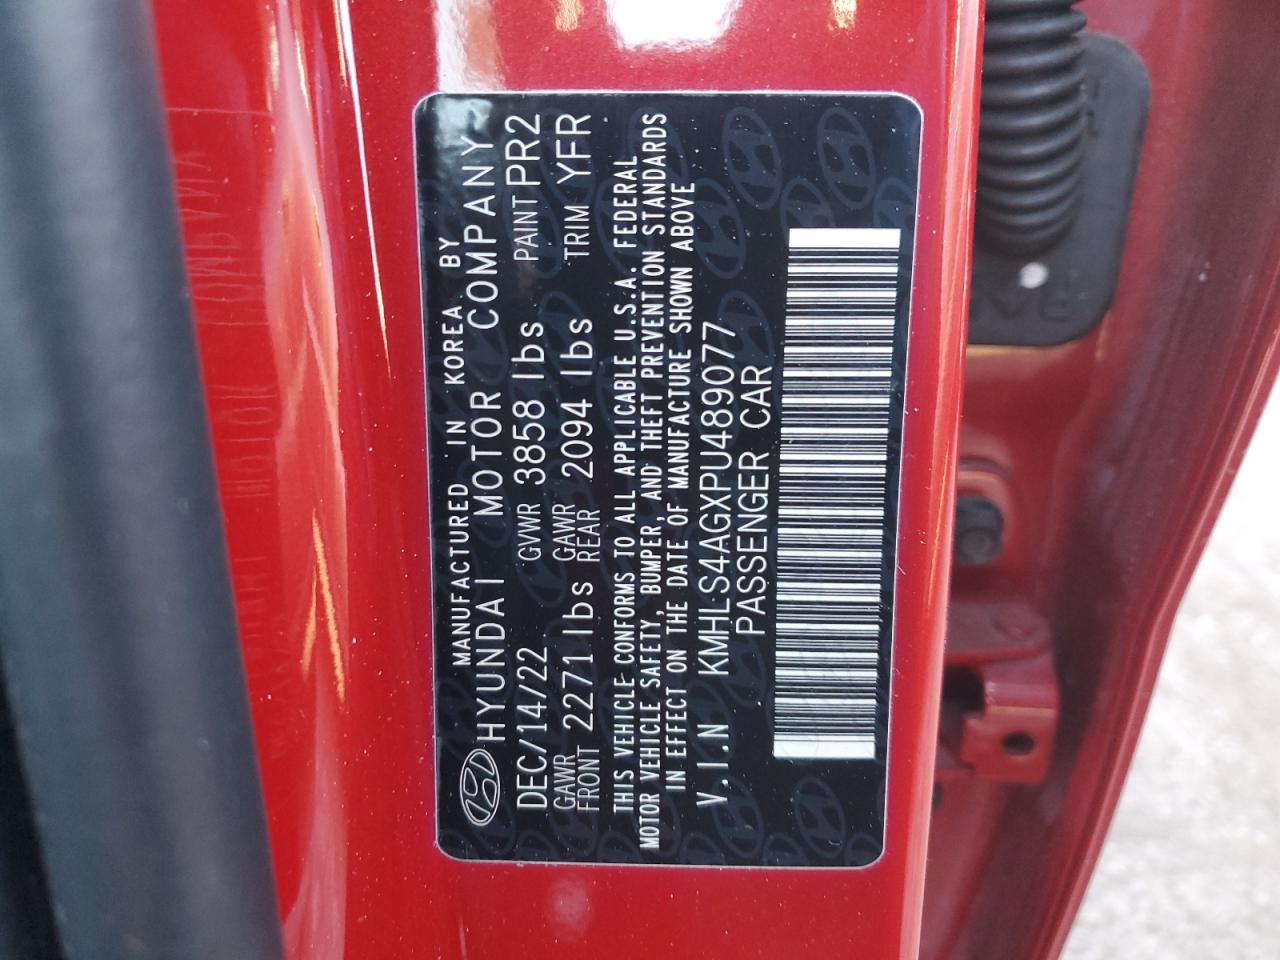 MANUFACTURED IN KOREA BY
HYUNDAI MOTOR COMPANY
DEC/14/22 GVWR 3858 lbs PAINT PR2
GAWR FRONT 2271 lbs GAWR REAR 2094 lbs TRIM YFR
THIS VEHICLE CONFORMS TO ALL APPLICABLE U.S.A. FEDERAL
MOTOR VEHICLE SAFETY, BUMPER, AND THEFT PREVENTION STANDARDS
IN EFFECT ON THE DATE OF MANUFACTURE SHOWN ABOVE
V.I.N KMHLS4AGXPU489077
PASSENGER CAR